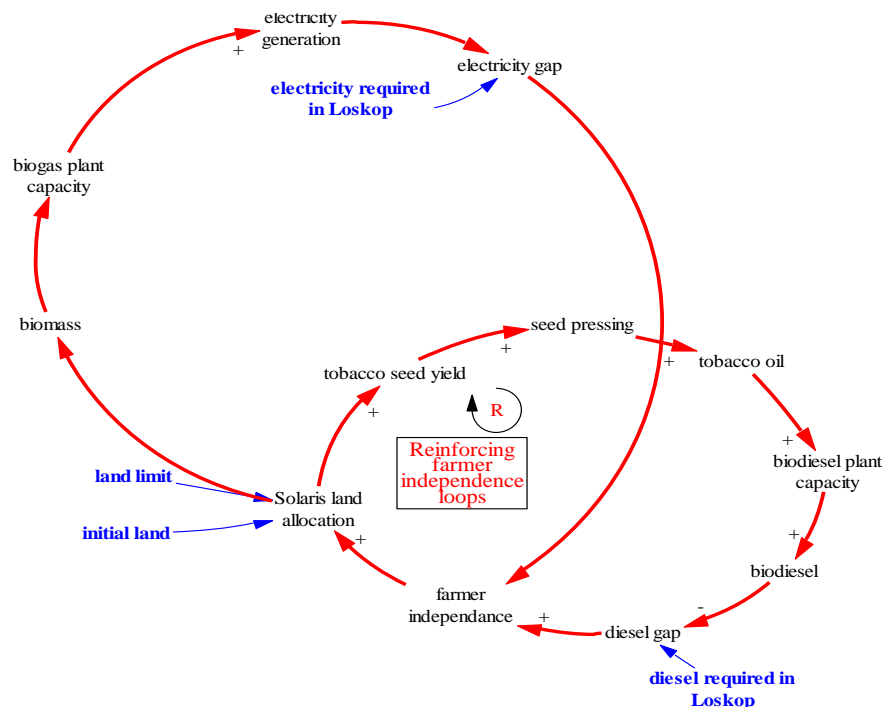 electricity
generation
+
electricity gap
electricity required
in Loskop
biogas plant
capacity
biomass
seed pressing
+
+
tobacco oil
tobacco seed yield
+
R
Reinforcing
farmer
independence
loops
+
biodiesel plant
capacity
land limit
Solaris land
allocation
initial land
+
+
biodiesel
farmer
independance
-
+
diesel gap
diesel required in
Loskop